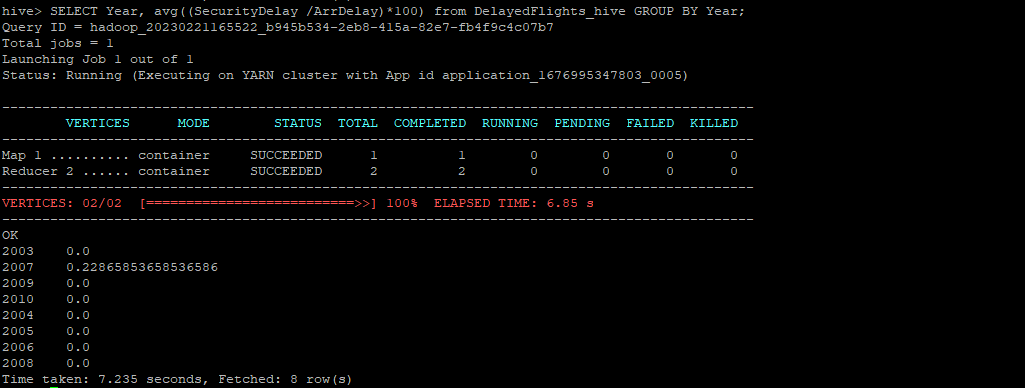 hive> SELECT Year, avg((SecurityDelay /ArrDelay)*100) from DelayedFlights_hive GROUP BY Year;
Query ID = hadoop_20230221165522_b945b534-2eb8-415a-82e7-fb4f9c4c07b7
Total jobs = 1
Launching Job 1 out of 1
Status: Running (Executing on YARN cluster with App id application_1676995347803_0005)
----------------------------------------------------------------------------------------------
VERTICES MODE STATUS TOTAL COMPLETED RUNNING PENDING FAILED KILLED
----------------------------------------------------------------------------------------------
Map 1 .......... container SUCCEEDED 1 1 0 0 0 0
Reducer 2 ...... container SUCCEEDED 2 2 0 0 0 0
----------------------------------------------------------------------------------------------
VERTICES: 02/02 [==========================>>] 100% ELAPSED TIME: 6.85 s
----------------------------------------------------------------------------------------------
OK
2003 0.0
2007 0.22865853658536586
2009 0.0
2010 0.0
2004 0.0
2005 0.0
2006 0.0
2008 0.0
Time taken: 7.235 seconds, Fetched: 8 row(s)